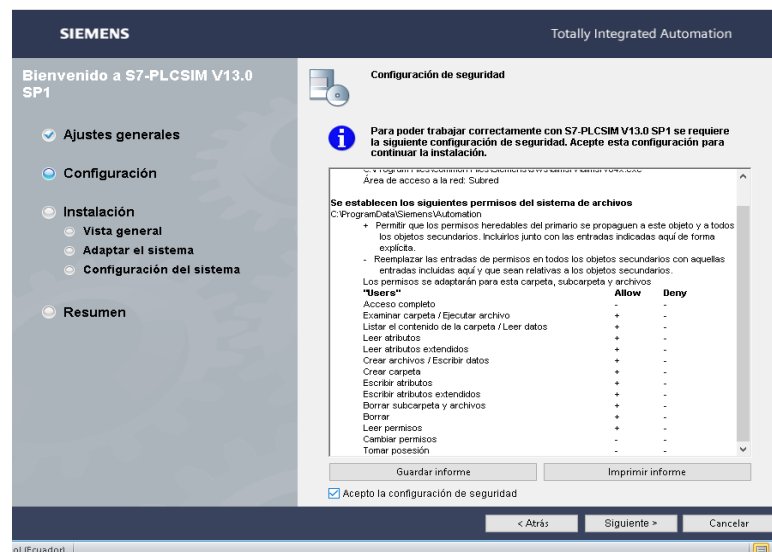 SIEMENS
Totally Integrated Automation
Bienvenido a S7-PLCSIM V13.0
SP1
Ajustes generales
Configuración
Instalación
Vista general
Adaptar el sistema
Configuración del sistema
Resumen
Configuración de seguridad
Para poder trabajar correctamente con S7-PLCSIM V13.0 SP1 se requiere
la siguiente configuración de seguridad. Acepte esta configuración para
continuar la instalación.
Área de acceso a la red: Subred
Se establecen los siguientes permisos del sistema de archivos
C:\ProgramData\Siemens\Automation
+ Permitir que los permisos heredables del primario se propaguen a este objeto y a todos
los objetos secundarios. Incluirlos junto con las entradas indicadas aquí de forma
explícita.
- Reemplazar las entradas de permisos en todos los objetos secundarios con aquellas
entradas incluidas aquí y que sean relativas a los objetos secundarios.
Los permisos se adaptarán para esta carpeta, subcarpeta y archivos
"Users" Allow Deny
Acceso completo - -
Examinar carpeta / Ejecutar archivo + -
Listar el contenido de la carpeta / Leer datos + -
Leer atributos + -
Leer atributos extendidos + -
Crear archivos / Escribir datos + -
Crear carpeta + -
Escribir atributos + -
Escribir atributos extendidos + -
Borrar subcarpeta y archivos + -
Borrar + -
Leer permisos + -
Cambiar permisos - -
Tomar posesión - -
Guardar informe
Imprimir informe
Acepto la configuración de seguridad
< Atrás
Siguiente >
Cancelar
ol (Ecuador)